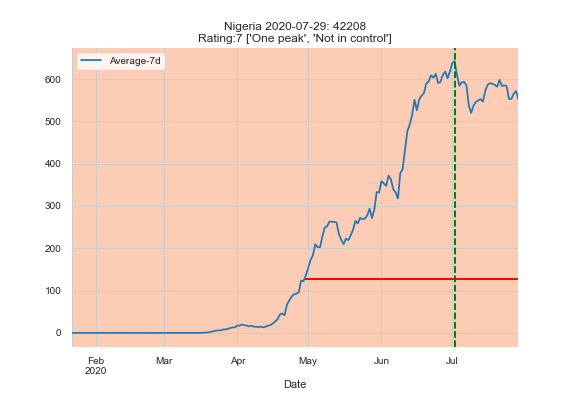 Nigeria 2020-07-29: 42208
Rating:7 ['One peak', 'Not in control']
Average-7d
600
500
400
300
200
100
0
Feb Mar Apr May Jun Jul
2020
Date